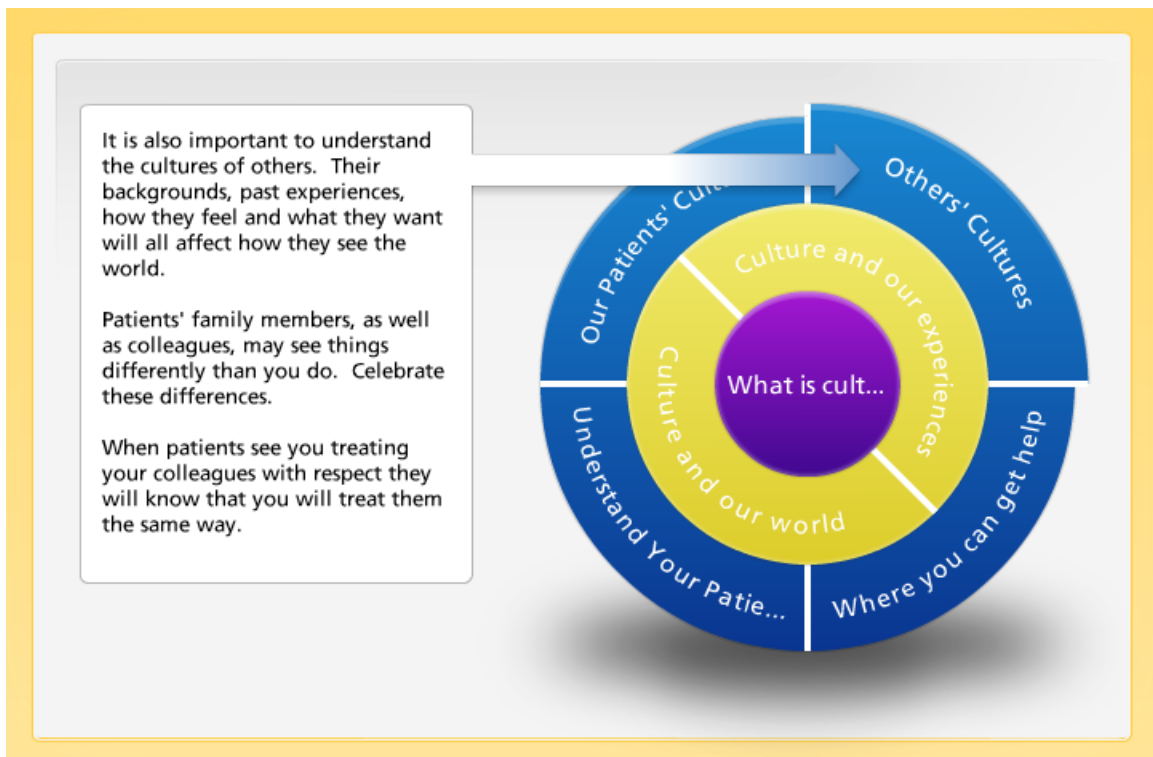 It is also important to understand
the cultures of others.  Their
backgrounds, past experiences,
how they feel and what they want
will all affect how they see the
world.
Patients' family members, as well
as colleagues, may see things
differently than you do.  Celebrate
these differences.
When patients see you treating
your colleagues with respect they
will know that you will treat them
the same way.
Our Patients'
Others' Cultures
Culture and our experiences
What is cult...
Culture and our world
Understand Your Patie...
Where you can get help